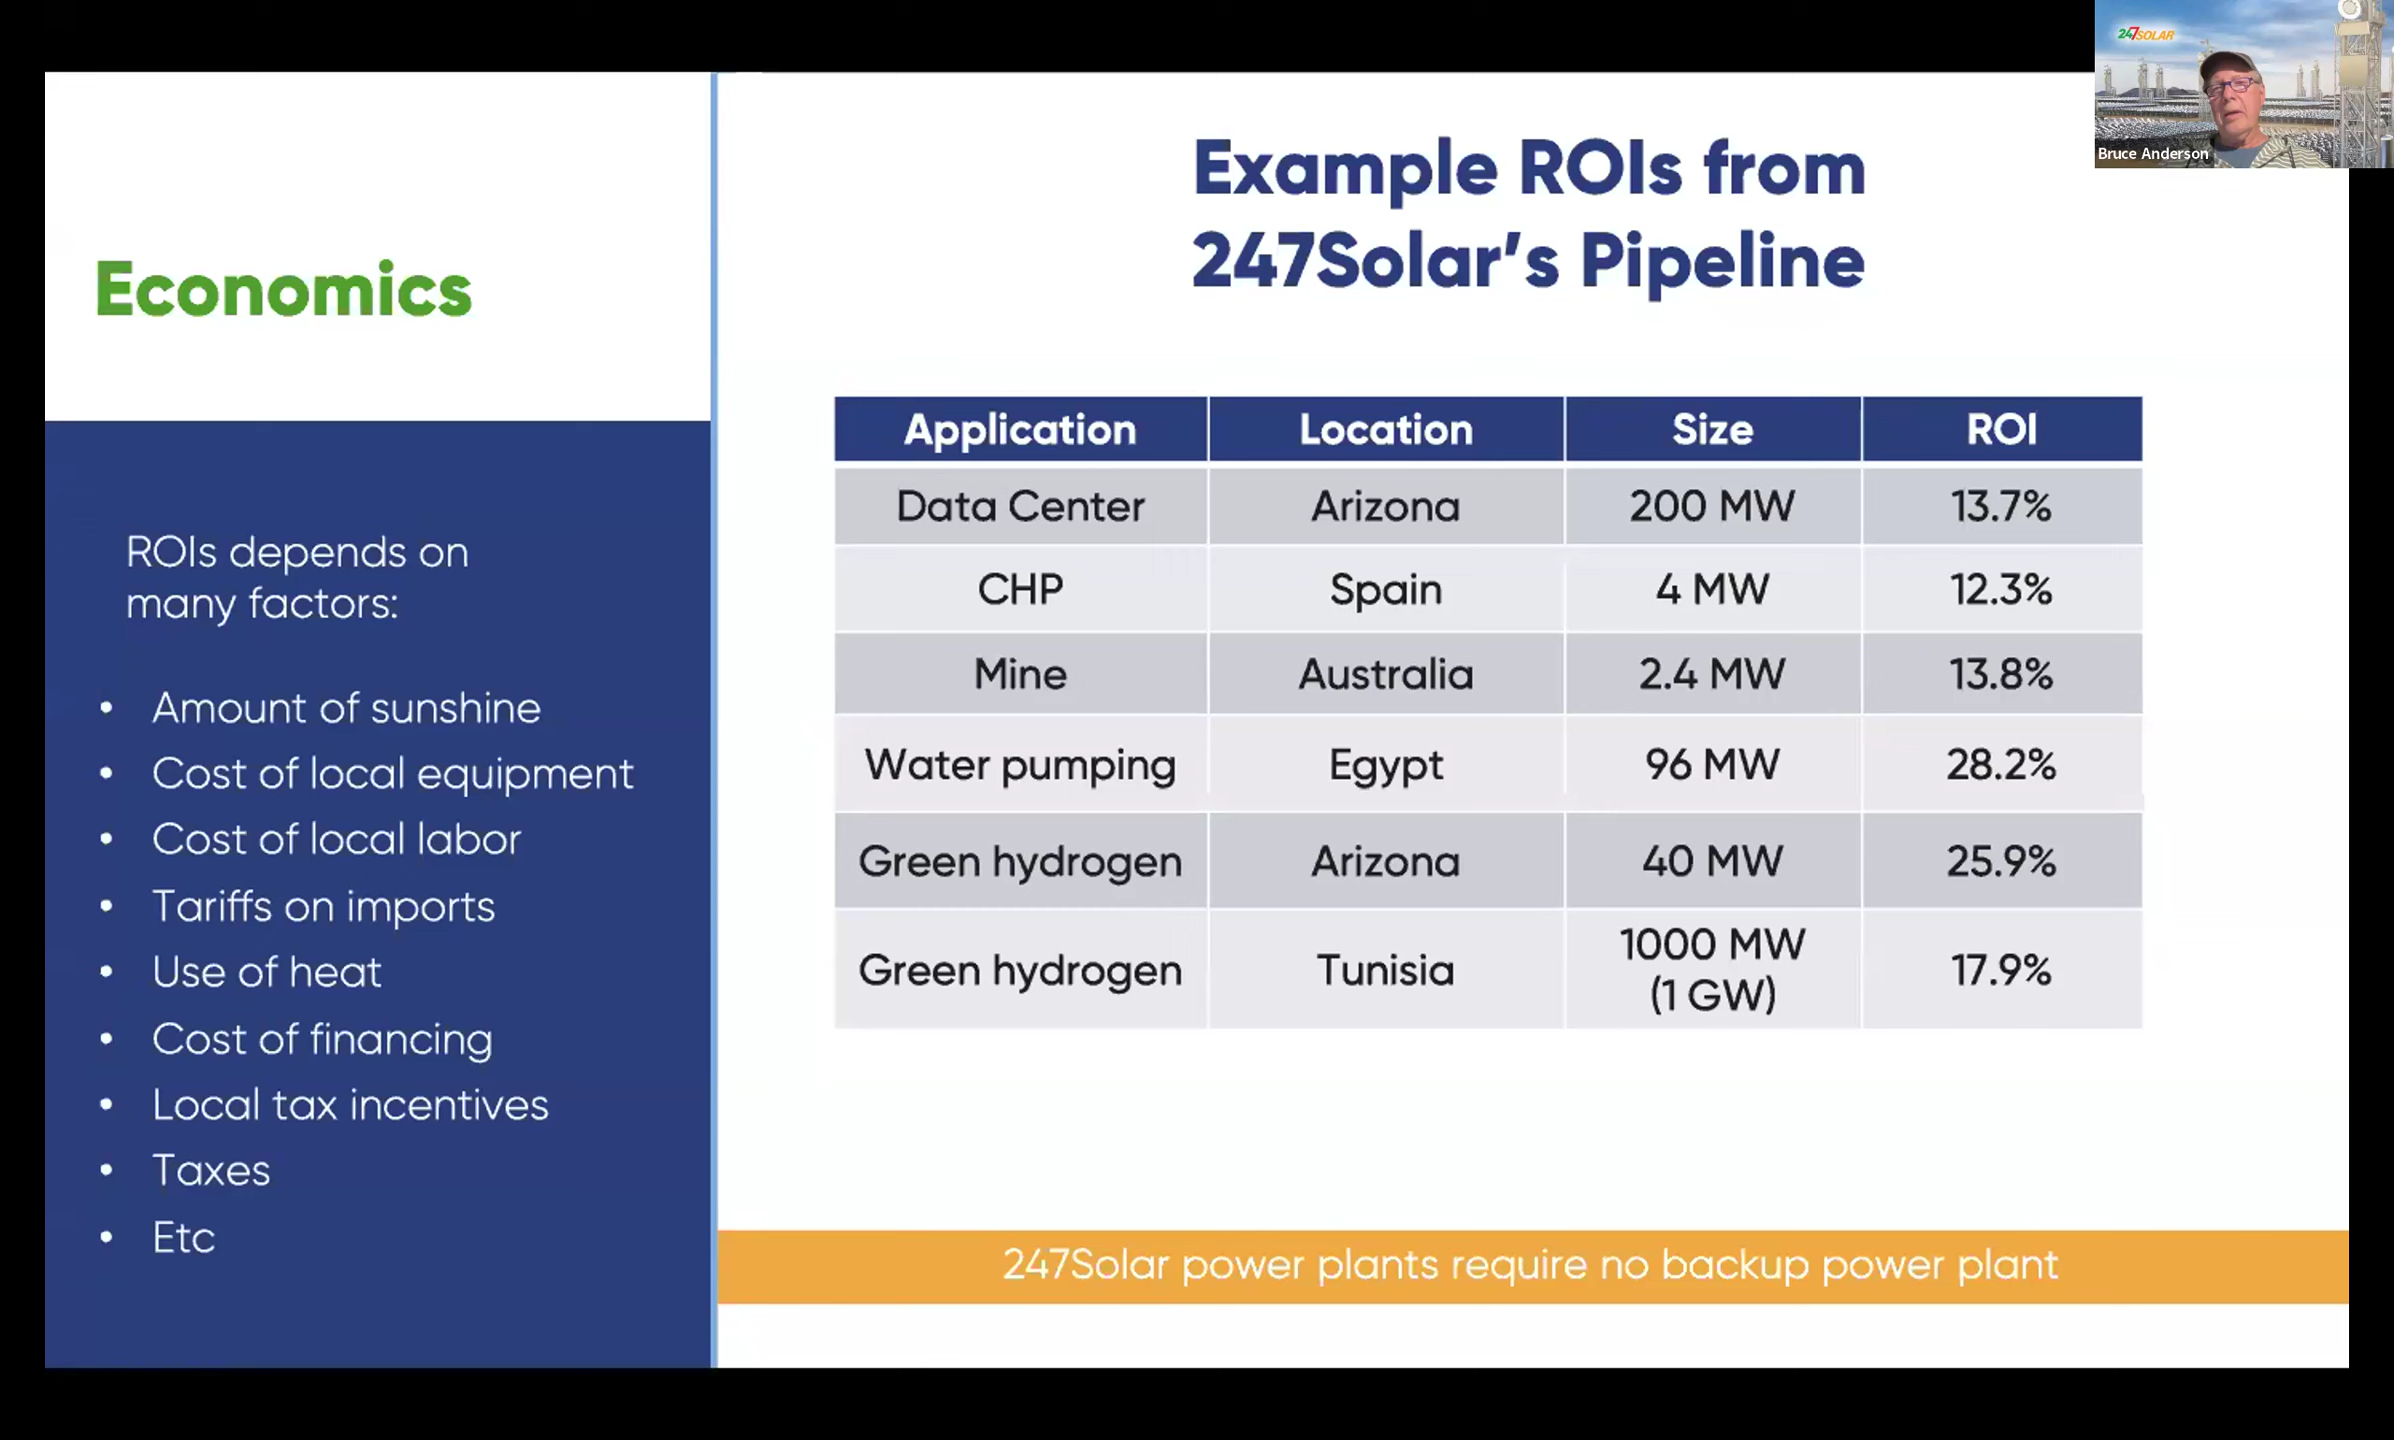 247SOLAR
Bruce Anderson
Economics
ROIs depends on
many factors:
• Amount of sunshine
• Cost of local equipment
• Cost of local labor
• Tariffs on imports
• Use of heat
• Cost of financing
• Local tax incentives
• Taxes
• Etc
Example ROIs from
247Solar’s Pipeline
Application Location Size ROI
Data Center Arizona 200 MW 13.7%
CHP Spain 4 MW 12.3%
Mine Australia 2.4 MW 13.8%
Water pumping Egypt 96 MW 28.2%
Green hydrogen Arizona 40 MW 25.9%
Green hydrogen Tunisia 1000 MW
(1 GW) 17.9%
247Solar power plants require no backup power plant